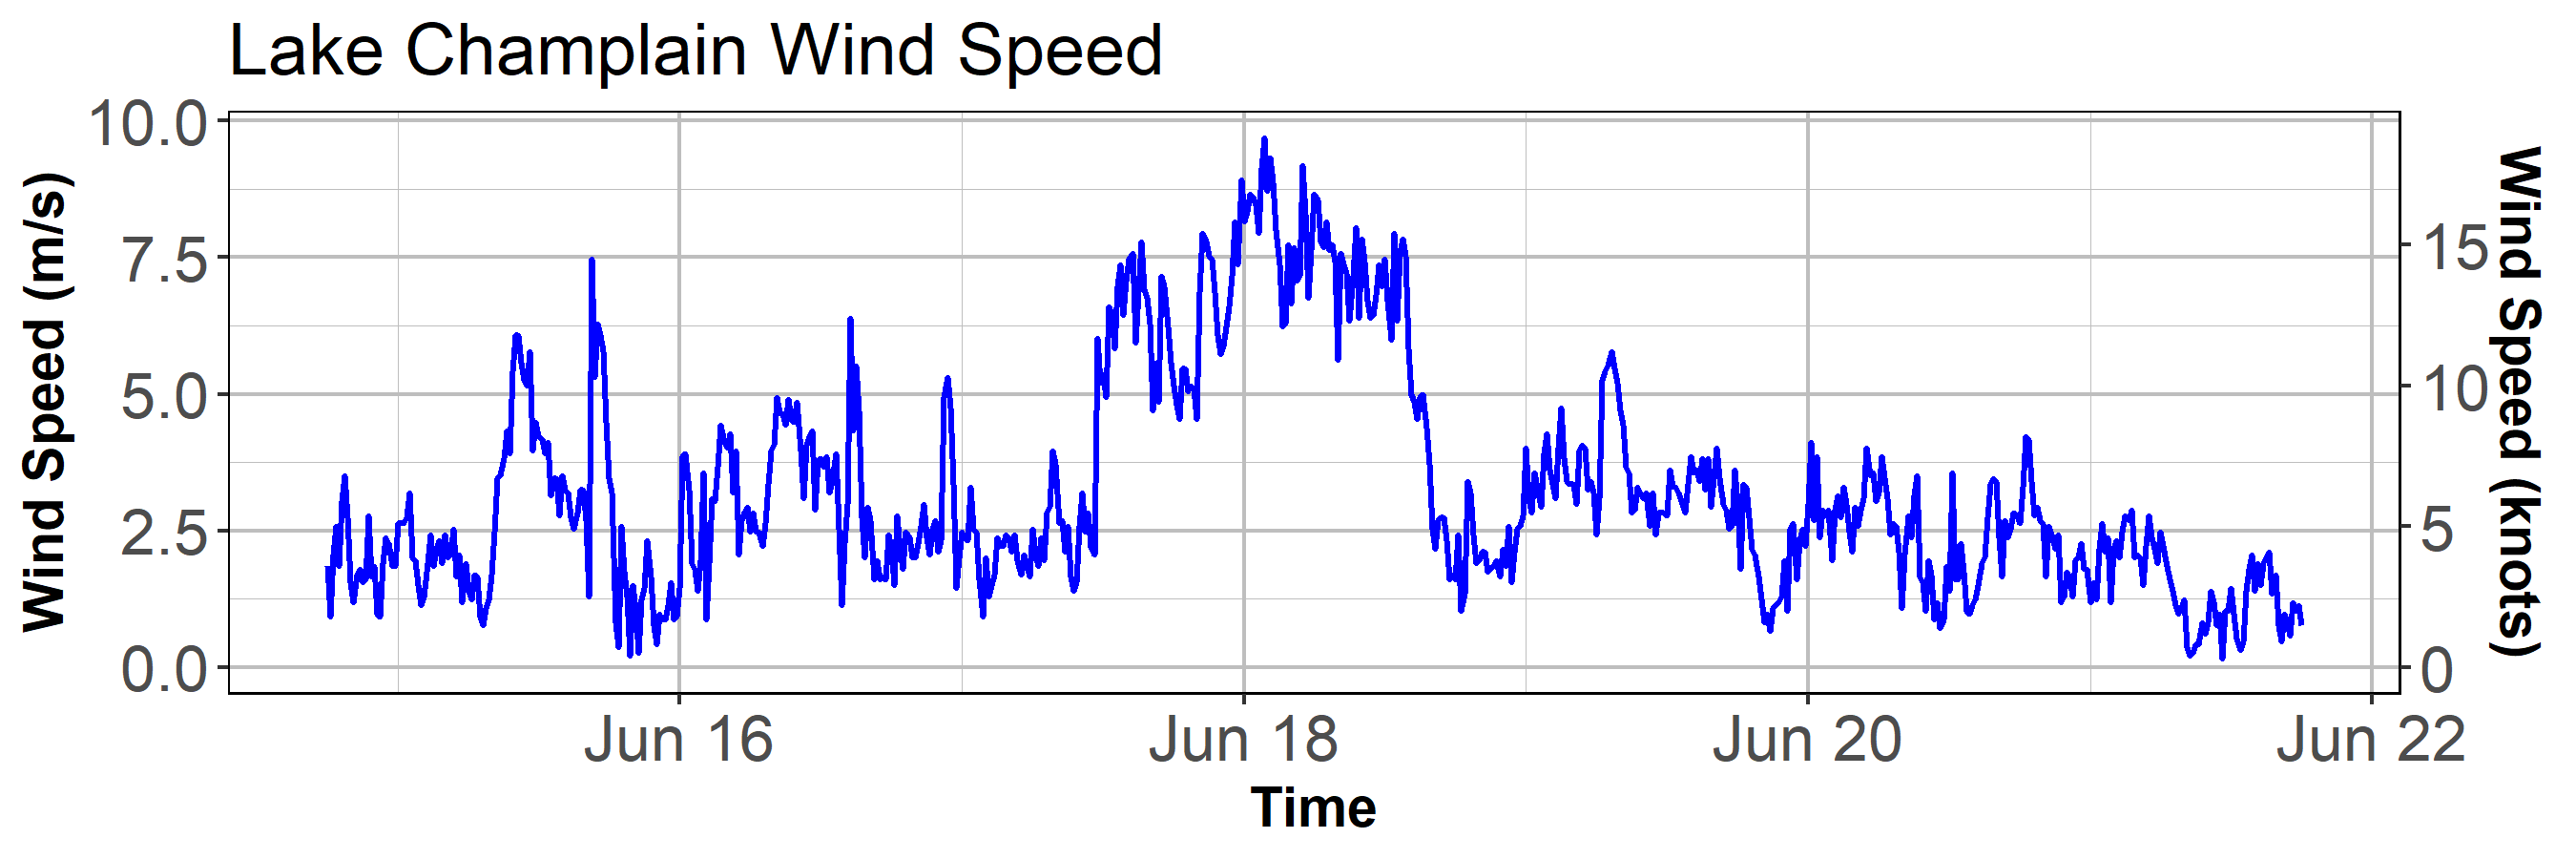 Lake Champlain Wind Speed
Wind Speed (m/s)
10.0
7.5
5.0
2.5
0.0
Wind Speed (knots)
15
10
5
0
Jun 16
Jun 18
Jun 20
Jun 22
Time